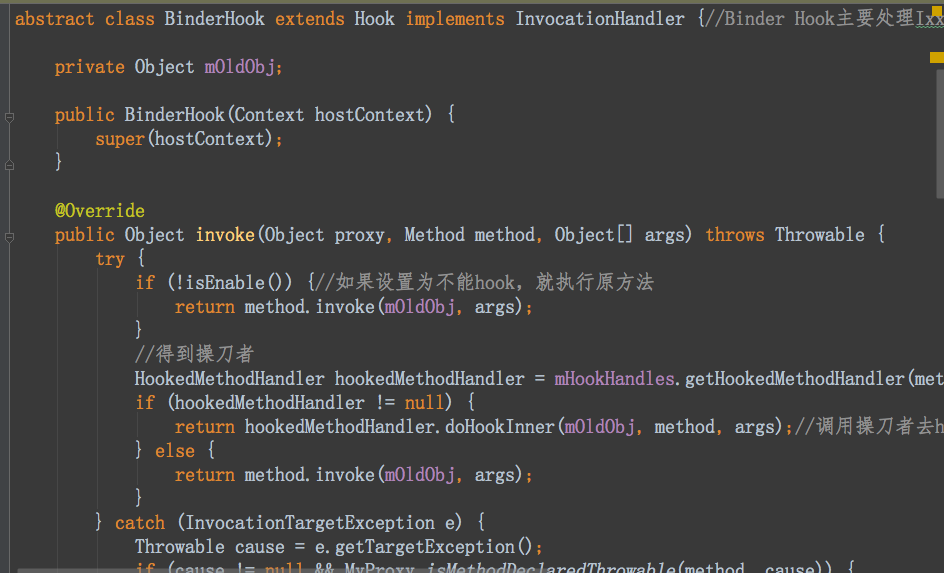 abstract class BinderHook extends Hook implements InvocationHandler {//Binder Hook主要处理Ixx
private Object mOldObj;
public BinderHook(Context hostContext) {
super(hostContext);
}
@Override
public Object invoke(Object proxy, Method method, Object[] args) throws Throwable {
try {
if (!isEnable()) {//如果设置为不能hook，就执行原方法
return method.invoke(mOldObj, args);
}
//得到操刀者
HookedMethodHandler hookedMethodHandler = mHookHandles.getHookedMethodHandler(met
if (hookedMethodHandler != null) {
return hookedMethodHandler.doHookInner(mOldObj, method, args);//调用操刀者去h
} else {
return method.invoke(mOldObj, args);
}
} catch (InvocationTargetException e) {
Throwable cause = e.getTargetException();
if (cause != null && MyProxy.isMethodDeclaredThrowable(method, cause)) {